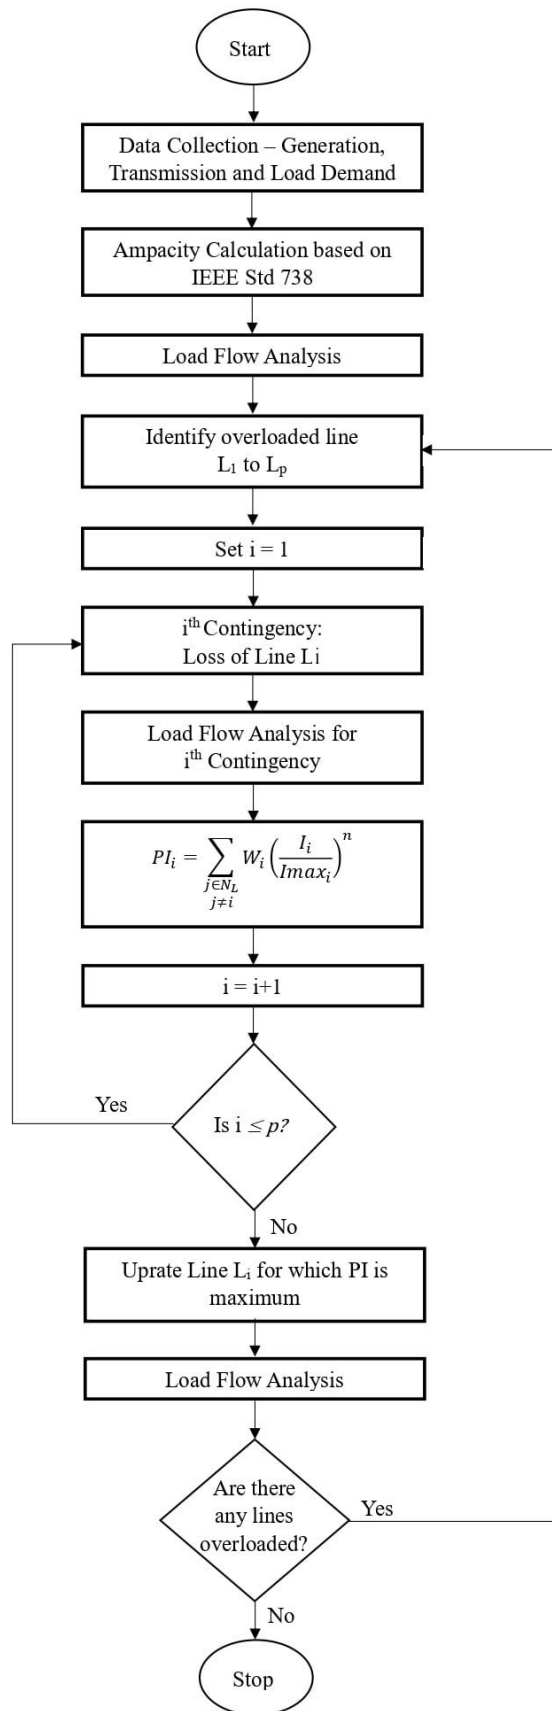 Start
Data Collection – Generation,
Transmission and Load Demand
Ampacity Calculation based on
IEEE Std 738
Load Flow Analysis
Identify overloaded line
L₁ to Lₚ
Set i = 1
iᵗʰ Contingency:
Loss of Line Li
Load Flow Analysis for
iᵗʰ Contingency
PIᵢ = ∑ Wᵢ (Iᵢ / Imaxᵢ)ⁿ
j∈N_L
j≠i
i = i+1
Yes
Is i ≤ p?
No
Uprate Line Lᵢ for which PI is
maximum
Load Flow Analysis
Are there
any lines
overloaded?
Yes
No
Stop